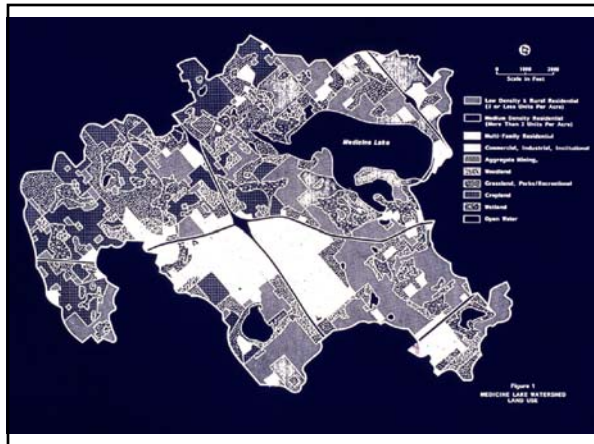 0 1000 2000
Scale in Feet
Low Density & Rural Residential
(2 or Less Units Per Acre)
Medium Density Residential
(More Than 2 Units Per Acre)
Multi-Family Residential
Medicine Lake
Commercial, Industrial, Institutional
Aggregate Mining,
Woodland
Grassland, Parks/Recreational
Cropland
Wetland
Open Water
Figure 1
MEDICINE LAKE WATERSHED
LAND USE